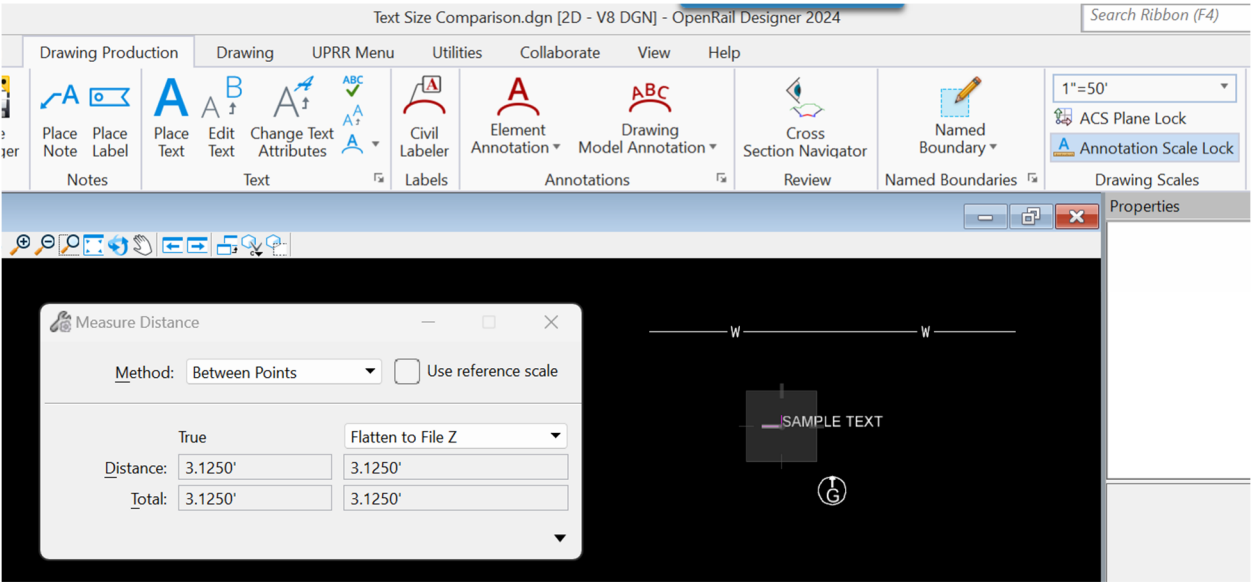 Text Size Comparison.dgn [2D - V8 DGN] - OpenRail Designer 2024
Search Ribbon (F4)
Drawing Production Drawing UPRR Menu Utilities Collaborate View Help
A A A B A A ABC A A A A ABC 1"=50'
ACS Plane Lock
Place Place Place Edit Change Text Civil Element Drawing Cross Named
Note Label Text Text Attributes Labeler Annotation Model Annotation Section Navigator Boundary A Annotation Scale Lock
Notes Text Labels Annotations Review Named Boundaries Drawing Scales
Properties
Measure Distance
Method: Between Points Use reference scale
True Flatten to File Z
Distance: 3.1250' 3.1250'
Total: 3.1250' 3.1250'
W W
SAMPLE TEXT
G